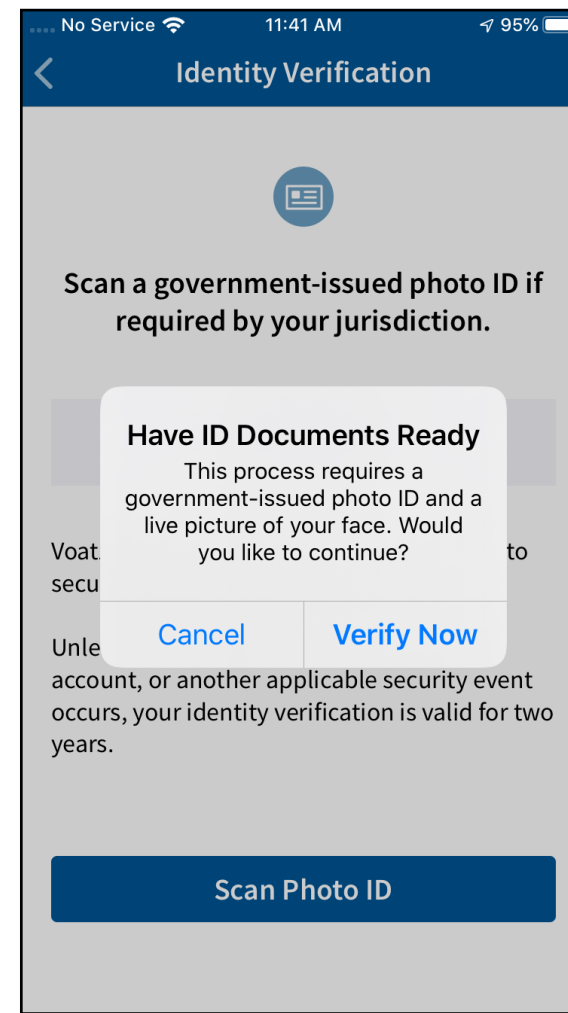 No Service 11:41 AM 95%
Identity Verification
Scan a government-issued photo ID if
required by your jurisdiction.
Have ID Documents Ready
This process requires a
government-issued photo ID and a
live picture of your face. Would
you like to continue?
Voat to
secu
Cancel Verify Now
Unle
account, or another applicable security event
occurs, your identity verification is valid for two
years.
Scan Photo ID